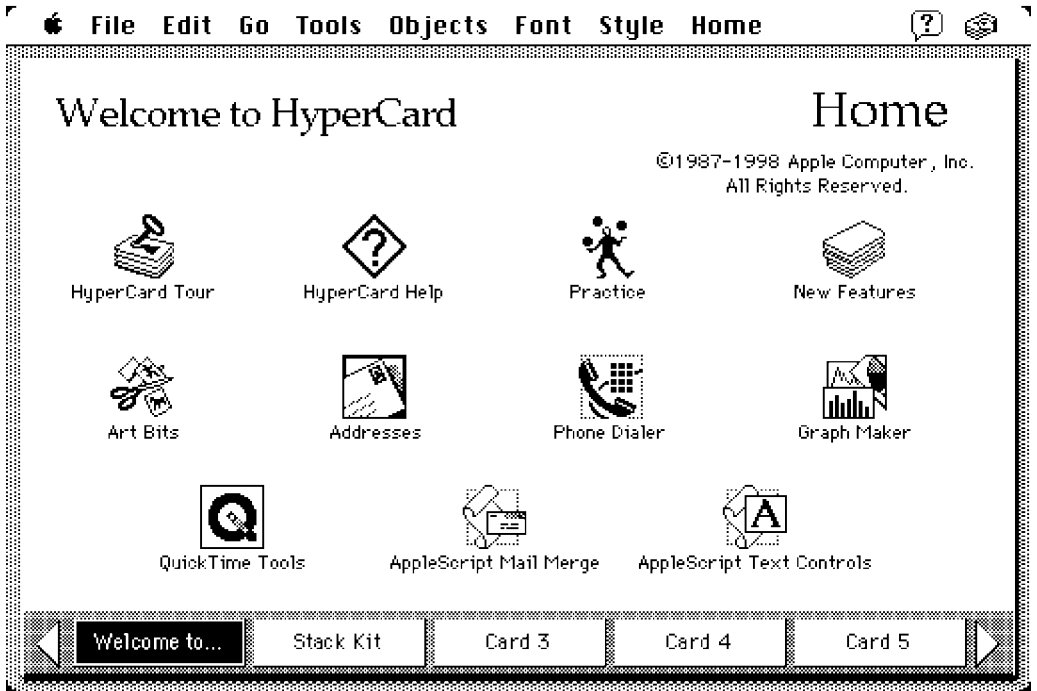 File Edit Go Tools Objects Font Style Home ?
Welcome to HyperCard
Home
©1987-1998 Apple Computer, Inc.
All Rights Reserved.
?
HyperCard Tour
HyperCard Help
Practice
New Features
Art Bits
Addresses
Phone Dialer
Graph Maker
Q
A
QuickTime Tools
AppleScript Mail Merge
AppleScript Text Controls
Welcome to...
Stack Kit
Card 3
Card 4
Card 5